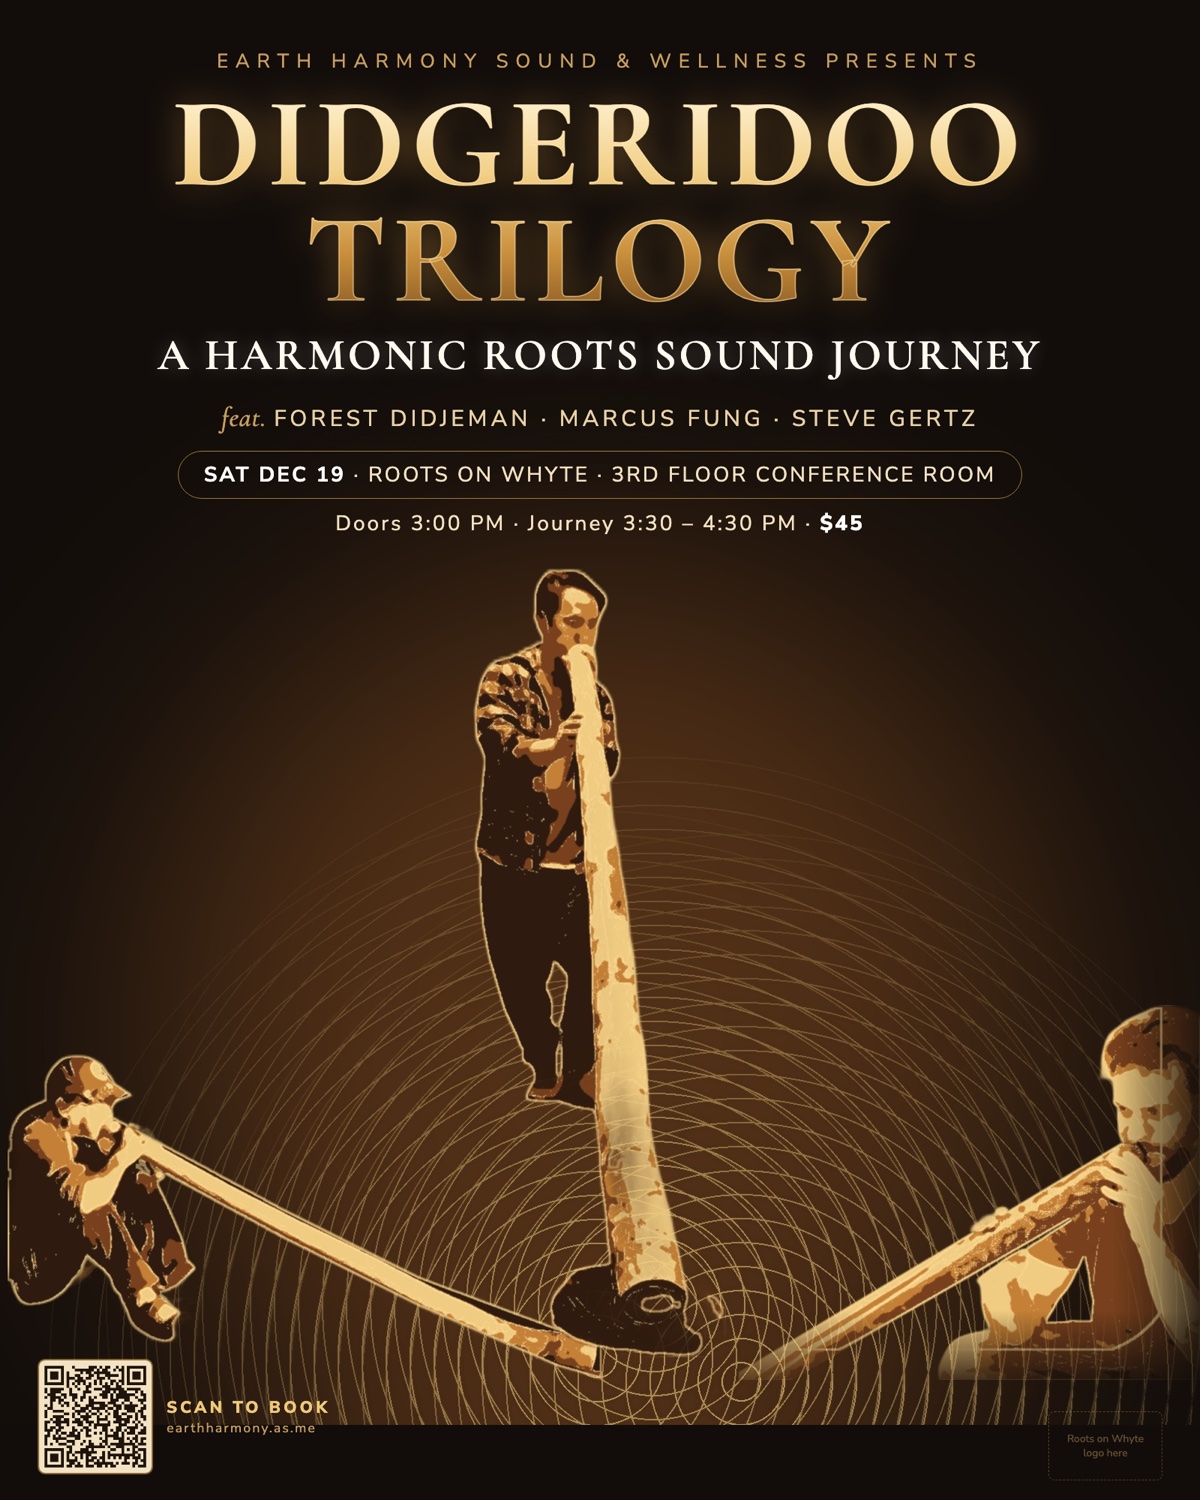 EARTH HARMONY SOUND & WELLNESS PRESENTS
DIDGERIDOO
TRILOGY
A HARMONIC ROOTS SOUND JOURNEY
feat. FOREST DIDJEMAN · MARCUS FUNG · STEVE GERTZ
SAT DEC 19 · ROOTS ON WHYTE · 3RD FLOOR CONFERENCE ROOM
Doors 3:00 PM · Journey 3:30 – 4:30 PM · $45
SCAN TO BOOK
earthharmony.as.me
Roots on Whyte
logo here